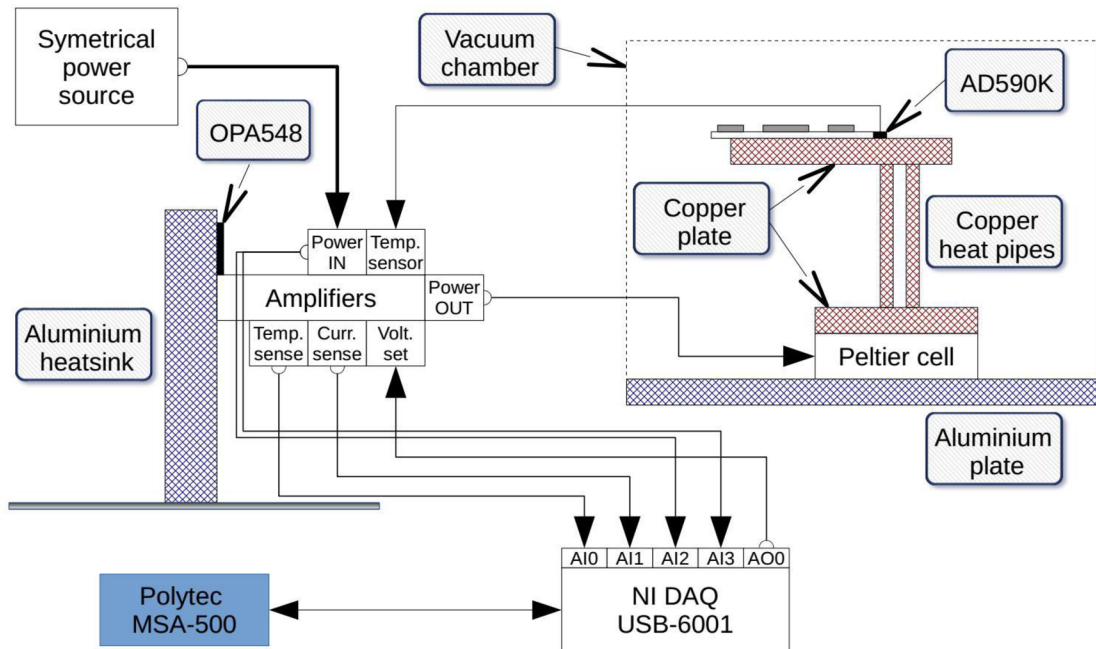 Symetrical
power
source
OPA548
Vacuum
chamber
AD590K
Copper
plate
Copper
heat pipes
Power
IN
Temp.
sensor
Amplifiers
Power
OUT
Temp.
sense
Curr.
sense
Volt.
set
Aluminium
heatsink
Peltier cell
Aluminium
plate
AI0
AI1
AI2
AI3
AO0
NI DAQ
USB-6001
Polytec
MSA-500